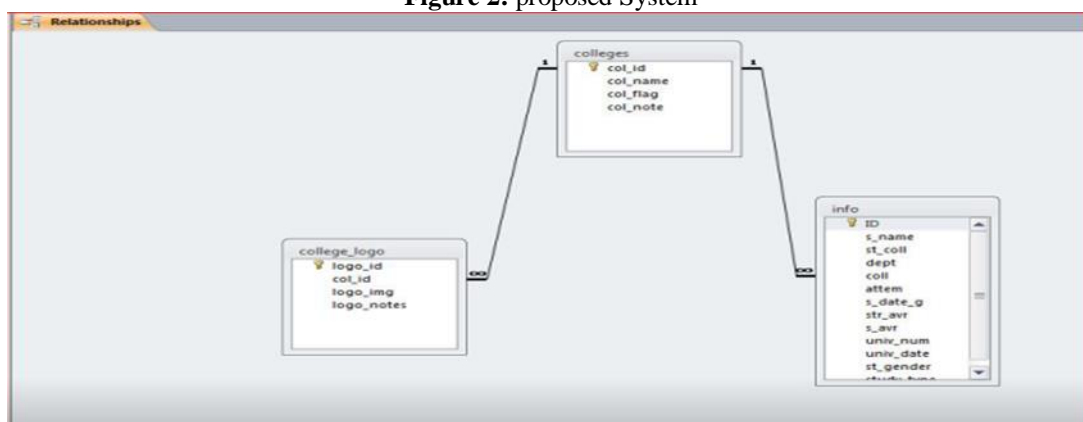 Figure 2: proposed System
Relationships
colleges
col_id
col_name
col_flag
col_note
1
1
college_logo
logo_id
col_id
logo_img
logo_notes
∞
info
ID
s_name
st_coll
dept
coll
attem
s_date_g
str_avr
s_avr
univ_num
univ_date
st_gender
study_type
∞